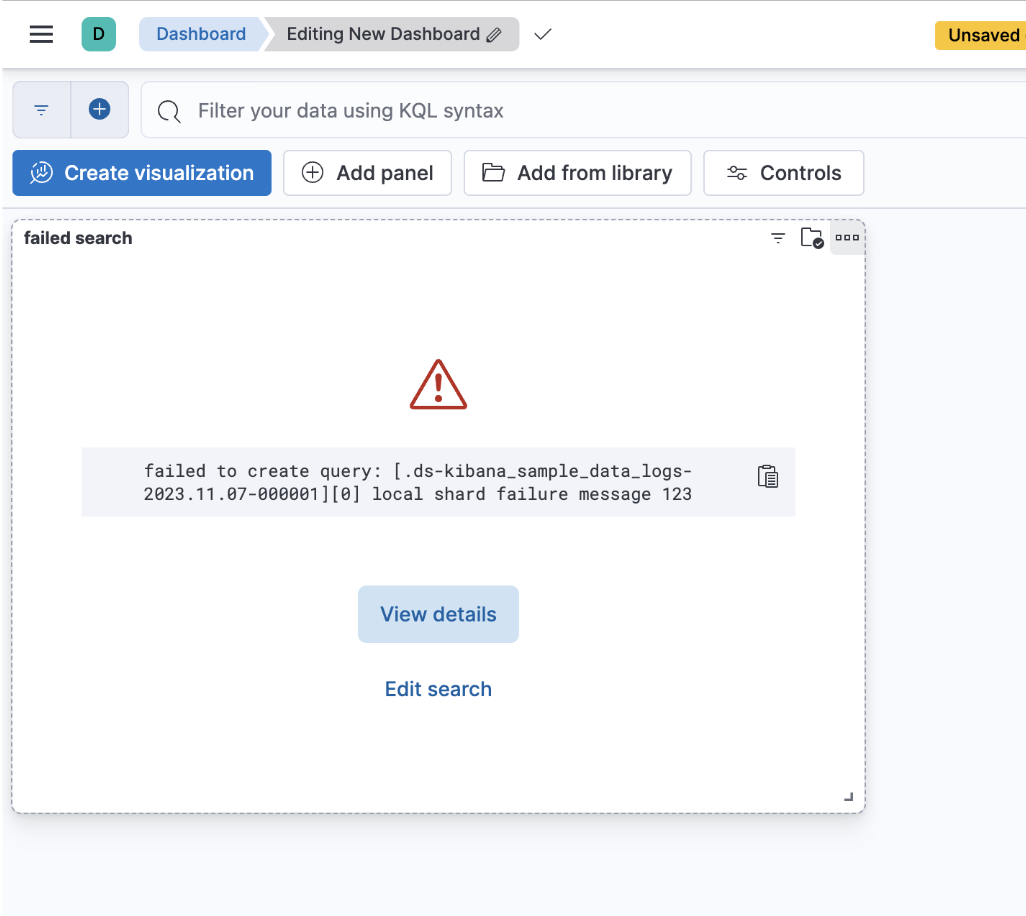 D
Dashboard
Editing New Dashboard
Unsaved
Filter your data using KQL syntax
Create visualization
Add panel
Add from library
Controls
failed search
failed to create query: [.ds-kibana_sample_data_logs-
2023.11.07-000001][0] local shard failure message 123
View details
Edit search